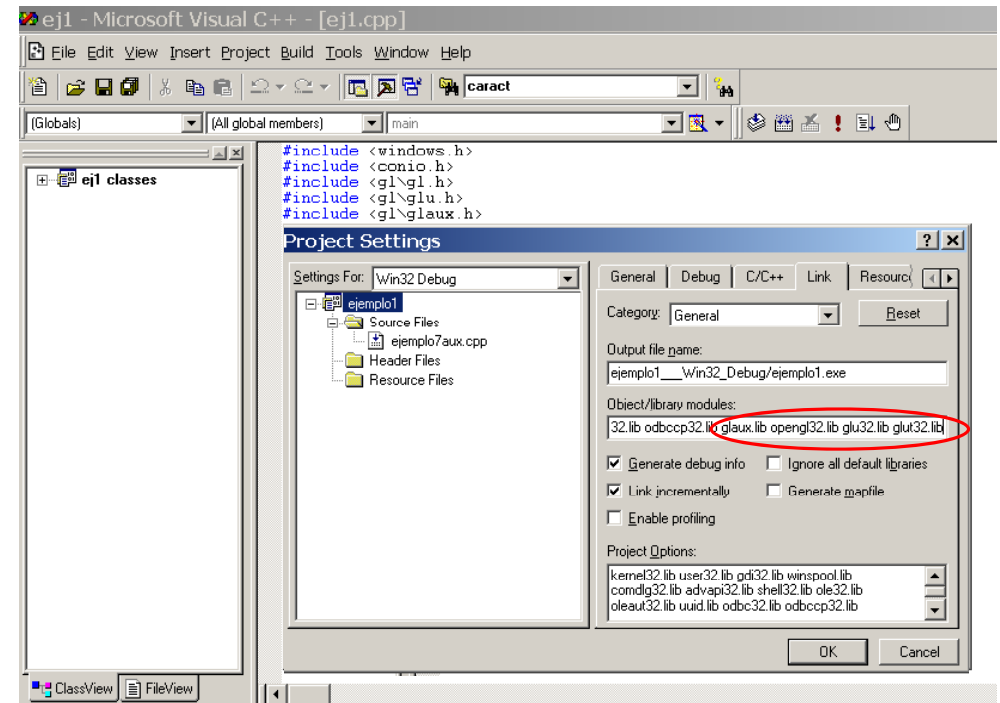 ej1 - Microsoft Visual C++ - [ej1.cpp]
File Edit View Insert Project Build Tools Window Help
caract
(Globals) (All global members) main
ej1 classes
#include <windows.h>
#include <conio.h>
#include <gl\gl.h>
#include <gl\glu.h>
#include <gl\glaux.h>
Project Settings
Settings For: Win32 Debug
ejemplo1
Source Files
ejemplo7aux.cpp
Header Files
Resource Files
General Debug C/C++ Link Resourc
Category: General Reset
Output file name:
ejemplo1___Win32_Debug/ejemplo1.exe
Object/library modules:
32.lib odbccp32.lib glaux.lib opengl32.lib glu32.lib glut32.lib
Generate debug info Ignore all default libraries
Link incrementally Generate mapfile
Enable profiling
Project Options:
kernel32.lib user32.lib gdi32.lib winspool.lib
comdlg32.lib advapi32.lib shell32.lib ole32.lib
oleaut32.lib uuid.lib odbc32.lib odbccp32.lib
OK Cancel
ClassView FileView